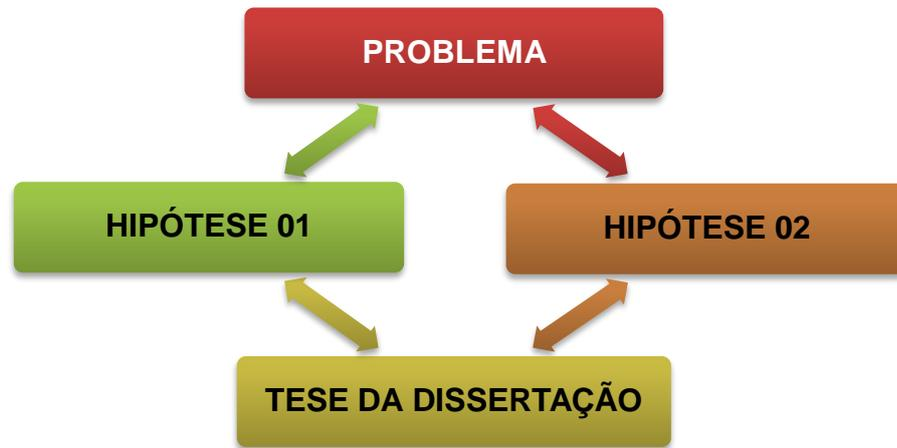 PROBLEMA
HIPÓTESE 01
HIPÓTESE 02
TESE DA DISSERTAÇÃO